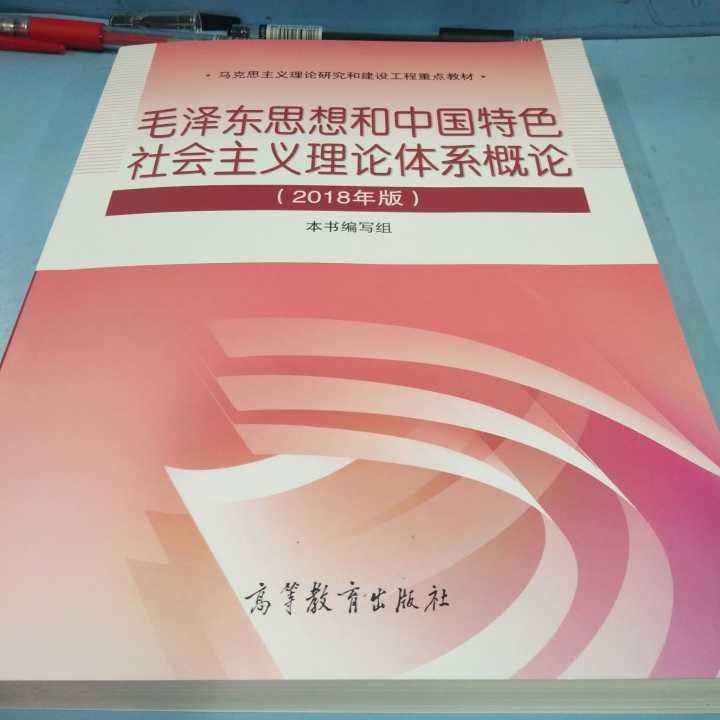 ·马克思主义理论研究和建设工程重点教材·
毛泽东思想和中国特色
社会主义理论体系概论
（2018年版）
本书编写组
高等教育出版社